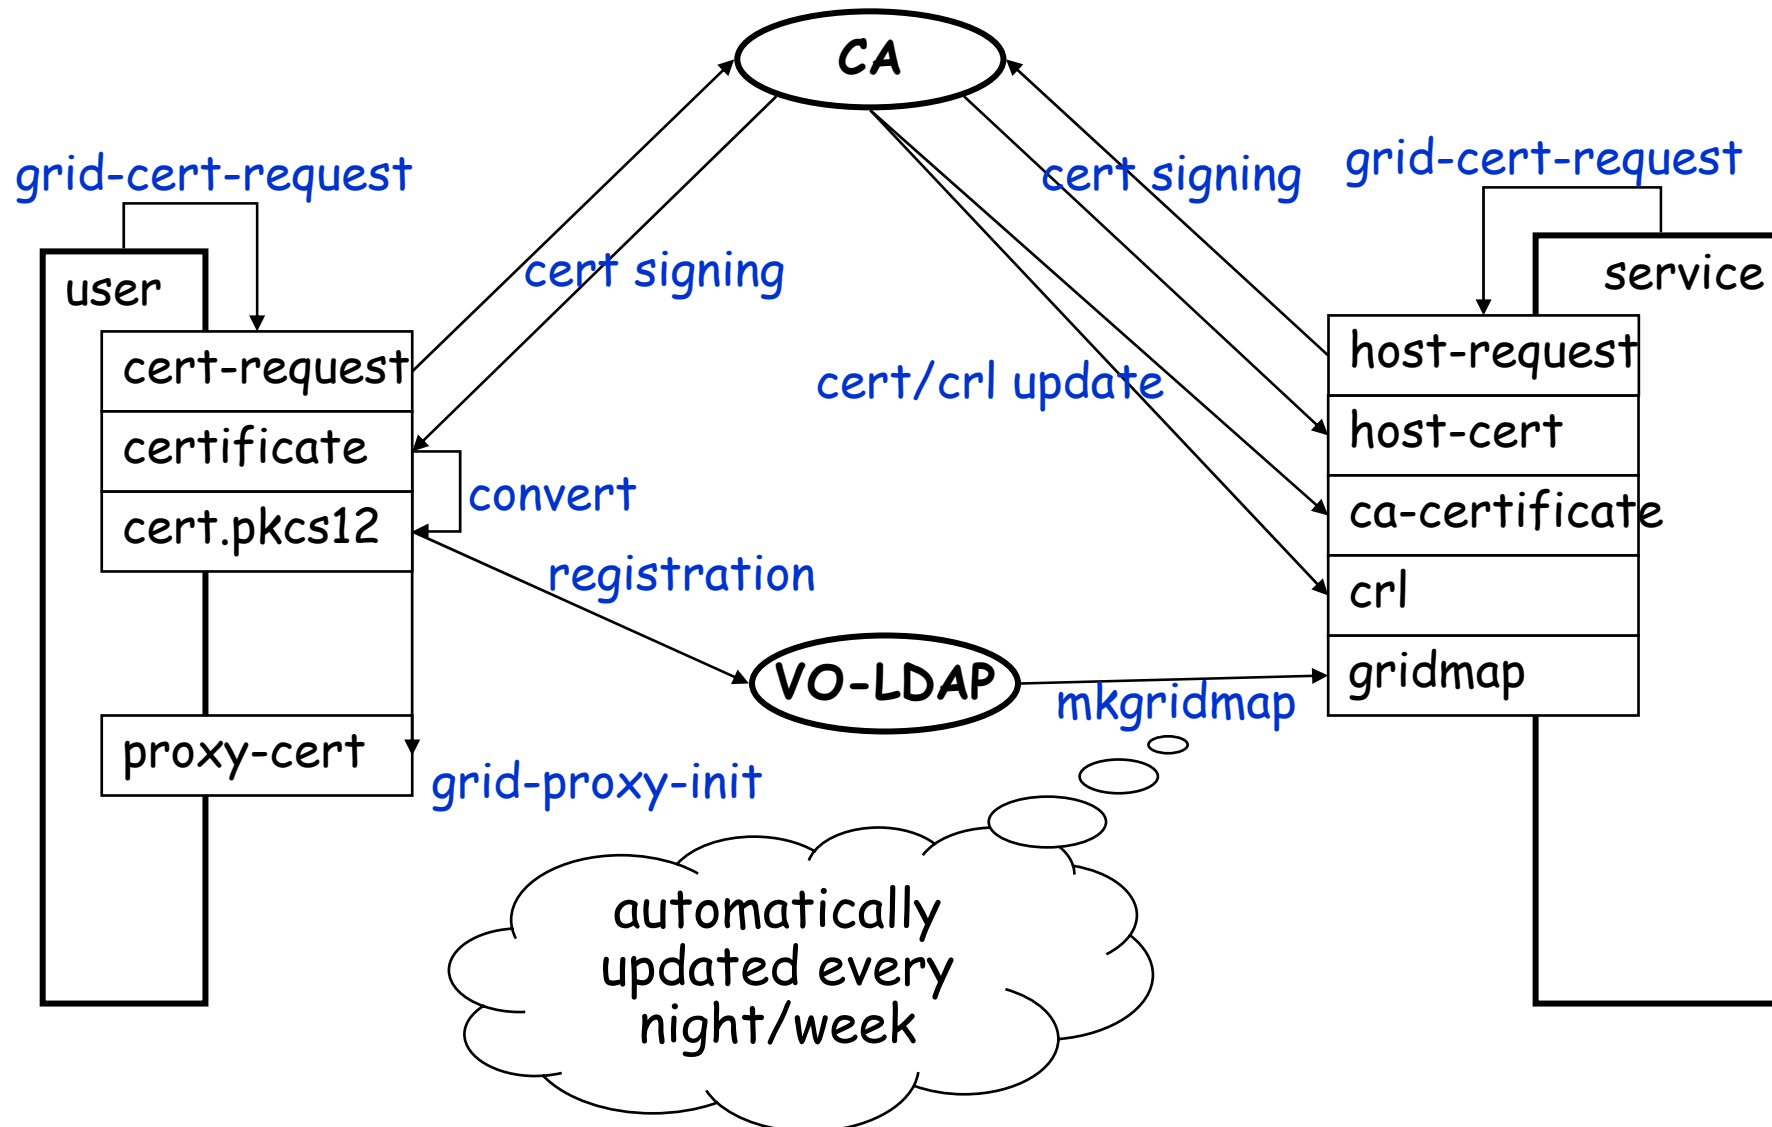 CA
grid-cert-request
cert signing
grid-cert-request
user
cert signing
service
cert-request
host-request
cert/crl update
certificate
host-cert
convert
cert.pkcs12
ca-certificate
registration
crl
VO-LDAP
gridmap
mkgridmap
proxy-cert
grid-proxy-init
automatically
updated every
night/week